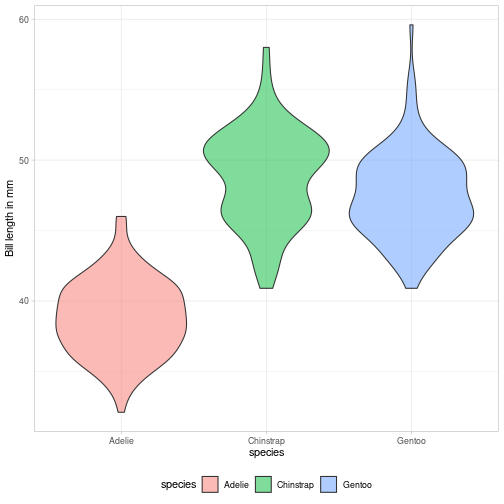 60
50
40
Bill length in mm
Adelie Chinstrap Gentoo
species
species Adelie Chinstrap Gentoo